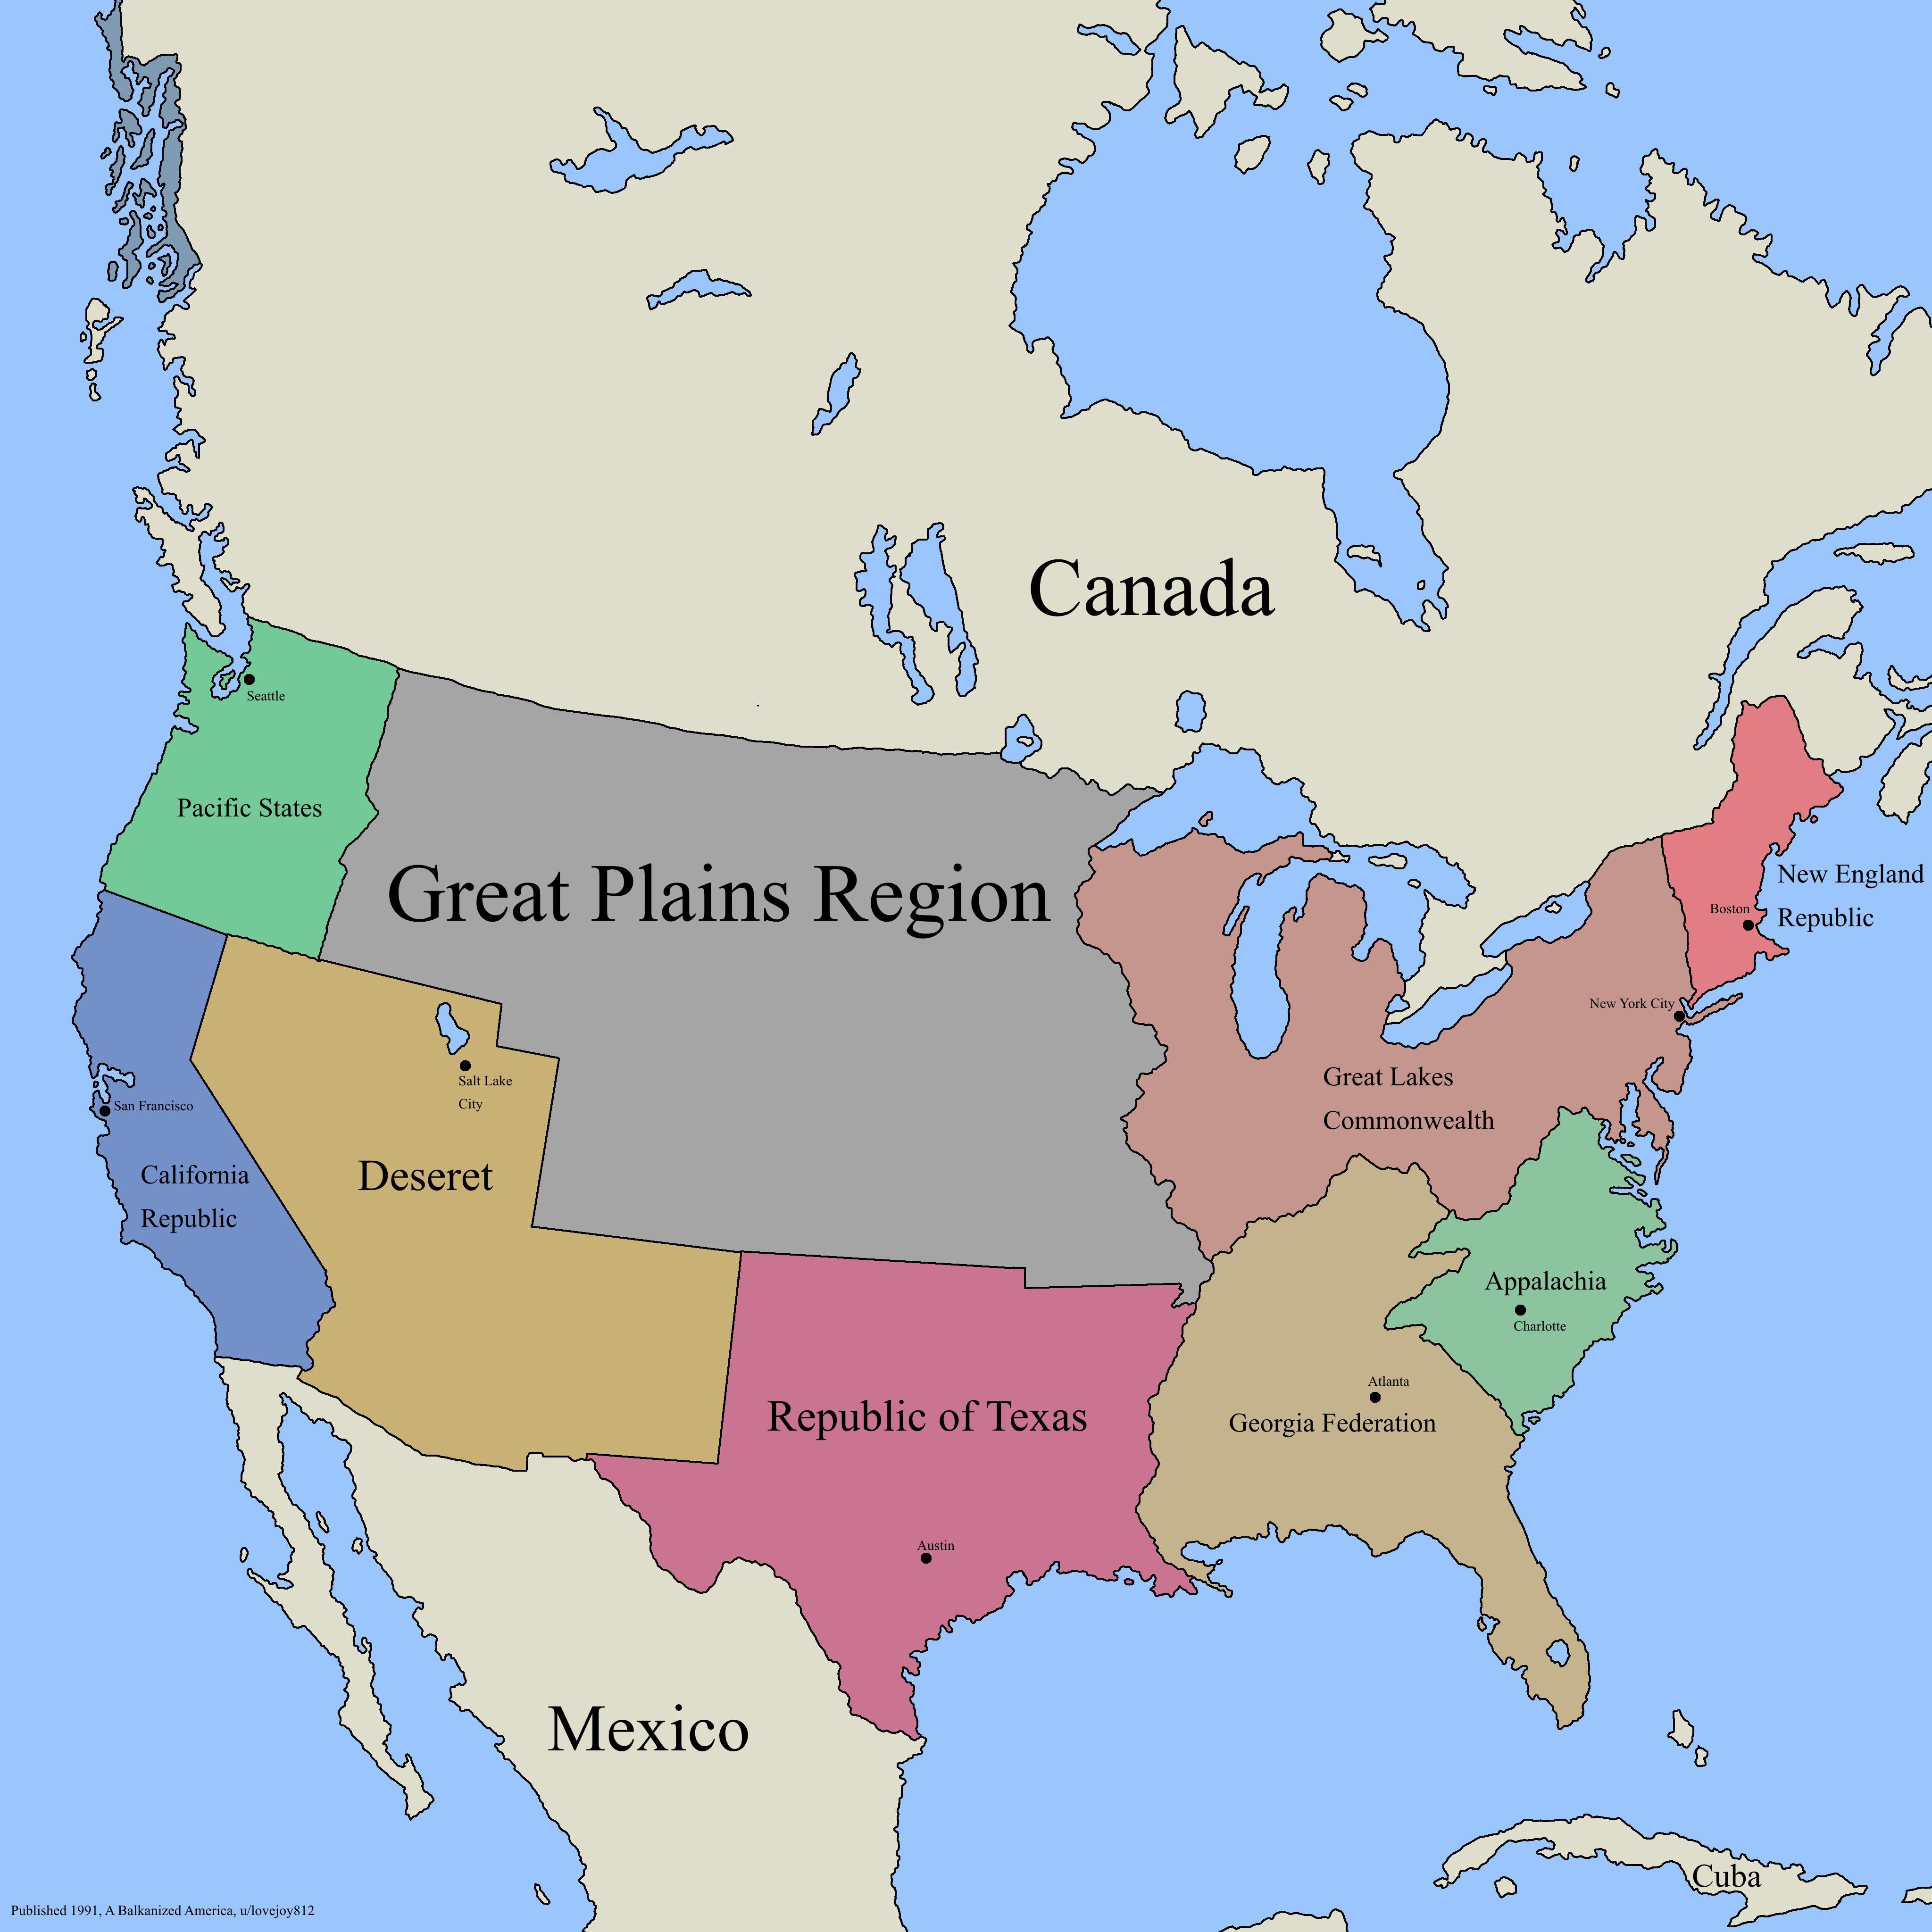 Canada
Seattle
Pacific States
Great Plains Region
New England
Republic
Boston
New York City
Great Lakes
Commonwealth
Salt Lake
City
San Francisco
California
Republic
Deseret
Appalachia
Charlotte
Atlanta
Georgia Federation
Republic of Texas
Austin
Mexico
Cuba
Published 1991, A Balkanized America, u/lovejoy812